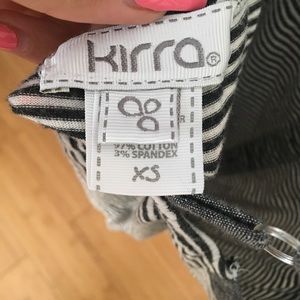 kirra®
R
97% COTTON
3% SPANDEX
XS